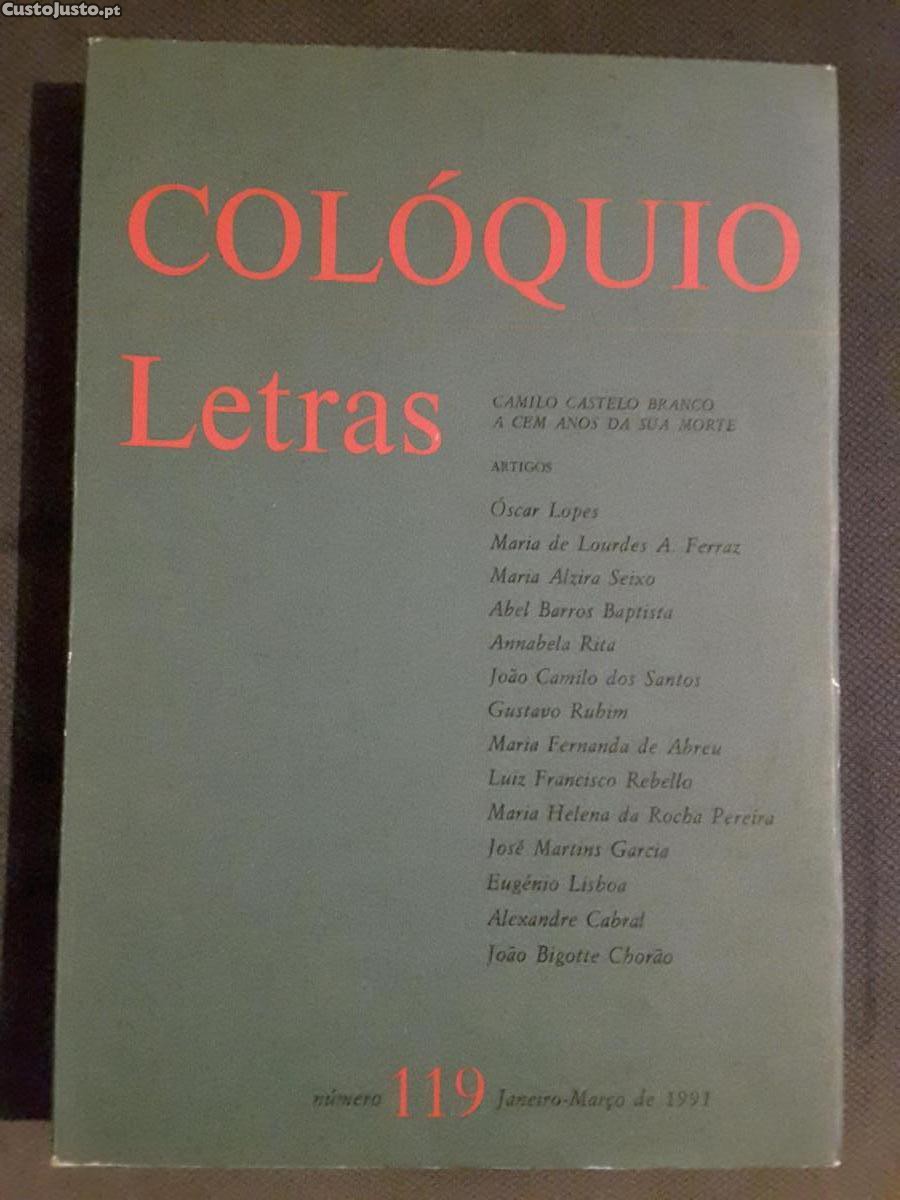 CustoJusto.pt
COLÓQUIO
Letras
CAMILO CASTELO BRANCO
A CEM ANOS DA SUA MORTE
ARTIGOS
Óscar Lopes
Maria de Lourdes A. Ferraz
Maria Alzira Seixo
Abel Barros Baptista
Annabela Rita
João Camilo dos Santos
Gustavo Rubim
Maria Fernanda de Abreu
Luiz Francisco Rebello
Maria Helena da Rocha Pereira
José Martins Garcia
Eugénio Lisboa
Alexandre Cabral
João Bigotte Chorão
número 119 Janeiro-Março de 1991